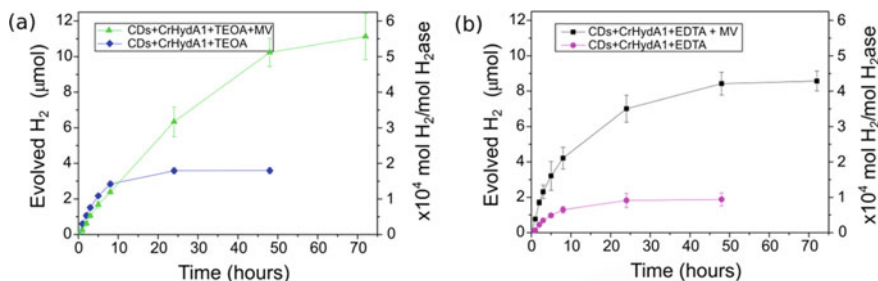 (a)
CDs+CrHydA1+TEOA+MV
CDs+CrHydA1+TEOA
Evolved H₂ (μmol)
12
10
8
6
4
2
0
0 10 20 30 40 50 60 70
Time (hours)
6
5
4
3
2
1
0
x10⁴ mol H₂/mol H₂ase
(b)
CDs+CrHydA1+EDTA + MV
CDs+CrHydA1+EDTA
Evolved H₂ (μmol)
12
10
8
6
4
2
0
0 10 20 30 40 50 60 70
Time (hours)
6
5
4
3
2
1
0
x10⁴ mol H₂/mol H₂ase